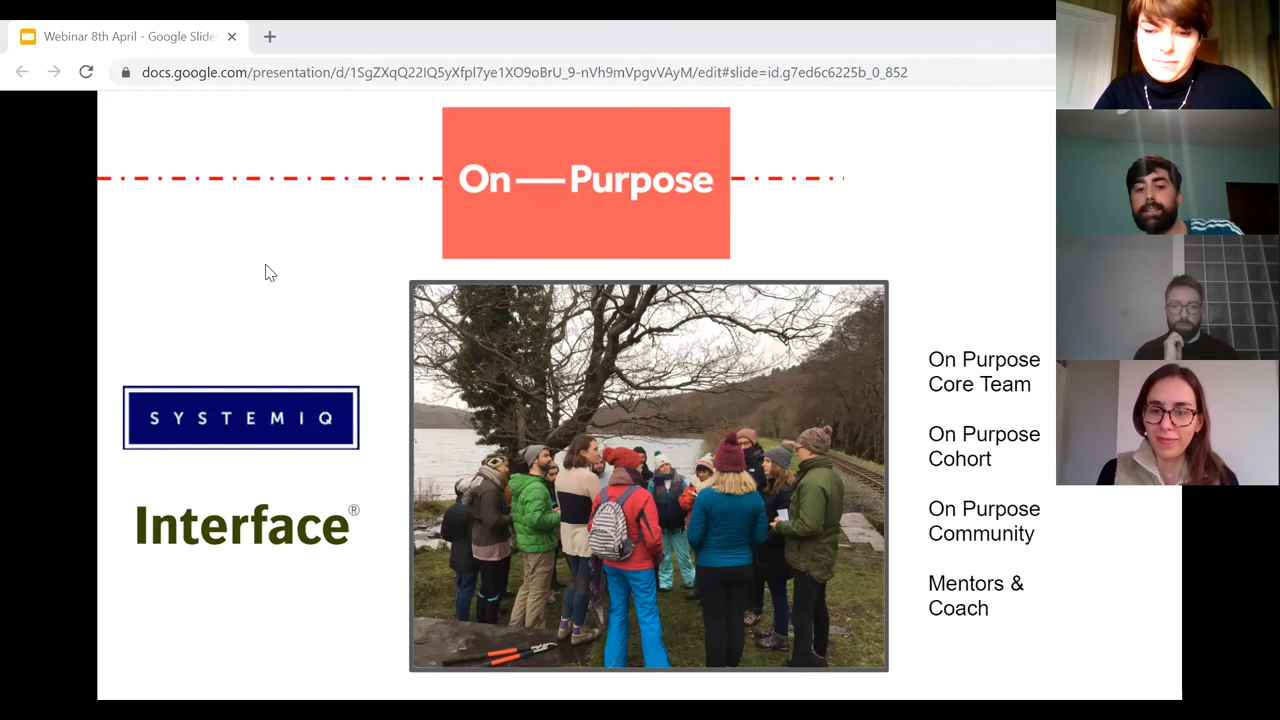 Webinar 8th April - Google Slide
docs.google.com/presentation/d/1SgZXqQ22IQ5yXfFI7ye1XO9oBrU_9-nVh9mVpgvVAyM/edit#slide=id.g7ed6c6225b_0_852
On — Purpose
SYSTEMIQ
Interface®
On Purpose
Core Team
On Purpose
Cohort
On Purpose
Community
Mentors &
Coach